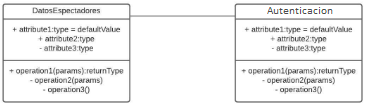 DatosEspectadores
+ attribute1:type = defaultValue
+ attribute2:type
- attribute3:type
+ operation1(params):returnType
- operation2(params)
- operation3()
Autenticacion
+ attribute1:type = defaultValue
+ attribute2:type
- attribute3:type
+ operation1(params):returnType
- operation2(params)
- operation3()